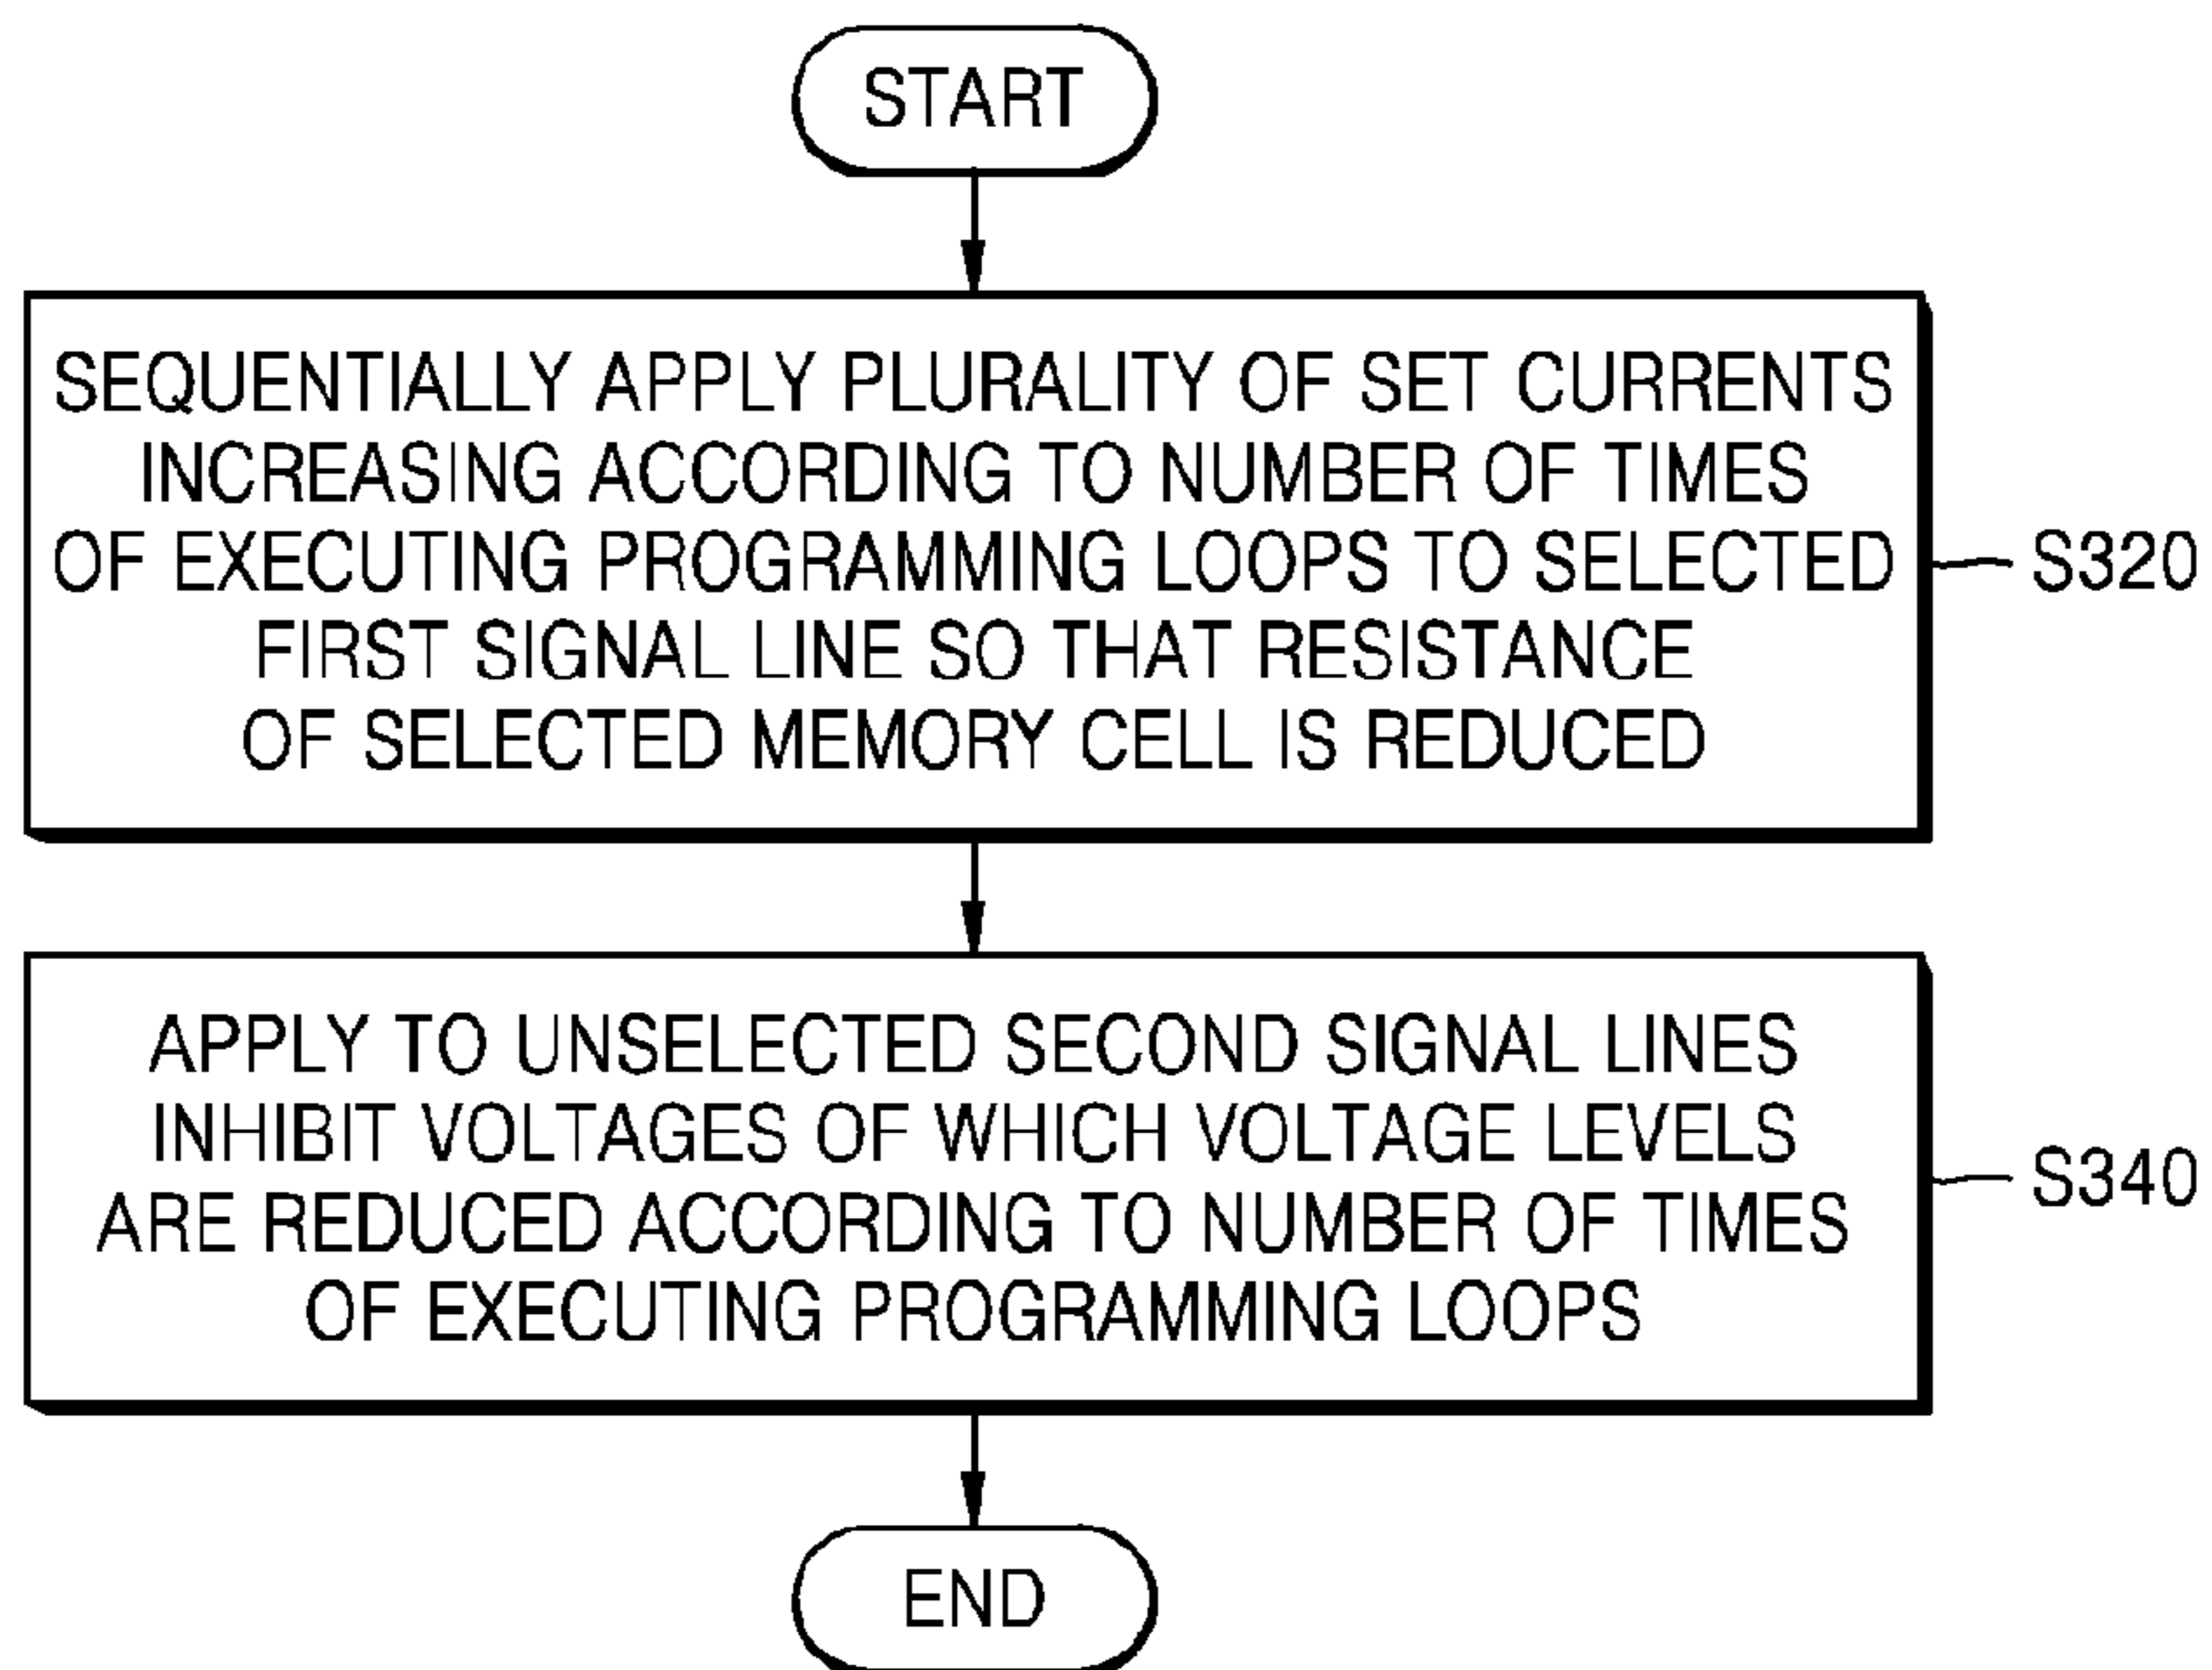 START
SEQUENTIALLY APPLY PLURALITY OF SET CURRENTS
INCREASING ACCORDING TO NUMBER OF TIMES
OF EXECUTING PROGRAMMING LOOPS TO SELECTED
FIRST SIGNAL LINE SO THAT RESISTANCE
OF SELECTED MEMORY CELL IS REDUCED
S320
APPLY TO UNSELECTED SECOND SIGNAL LINES
INHIBIT VOLTAGES OF WHICH VOLTAGE LEVELS
ARE REDUCED ACCORDING TO NUMBER OF TIMES
OF EXECUTING PROGRAMMING LOOPS
S340
END